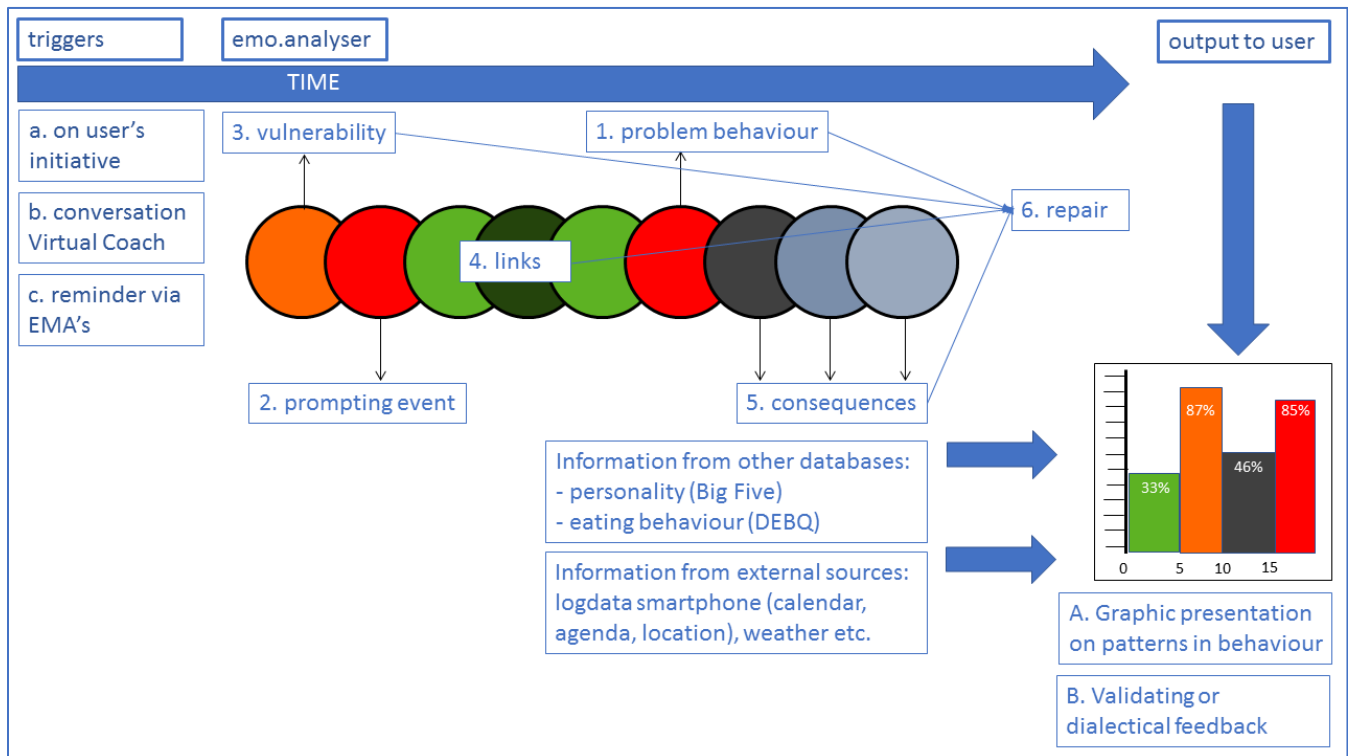 triggers
emo.analyser
output to user
TIME
a. on user's
initiative
3. vulnerability
1. problem behaviour
b. conversation
Virtual Coach
6. repair
4. links
c. reminder via
EMA's
2. prompting event
5. consequences
Information from other databases:
- personality (Big Five)
- eating behaviour (DEBQ)
Information from external sources:
logdata smartphone (calendar,
agenda, location), weather etc.
87%
85%
46%
33%
0 5 10 15
A. Graphic presentation
on patterns in behaviour
B. Validating or
dialectical feedback